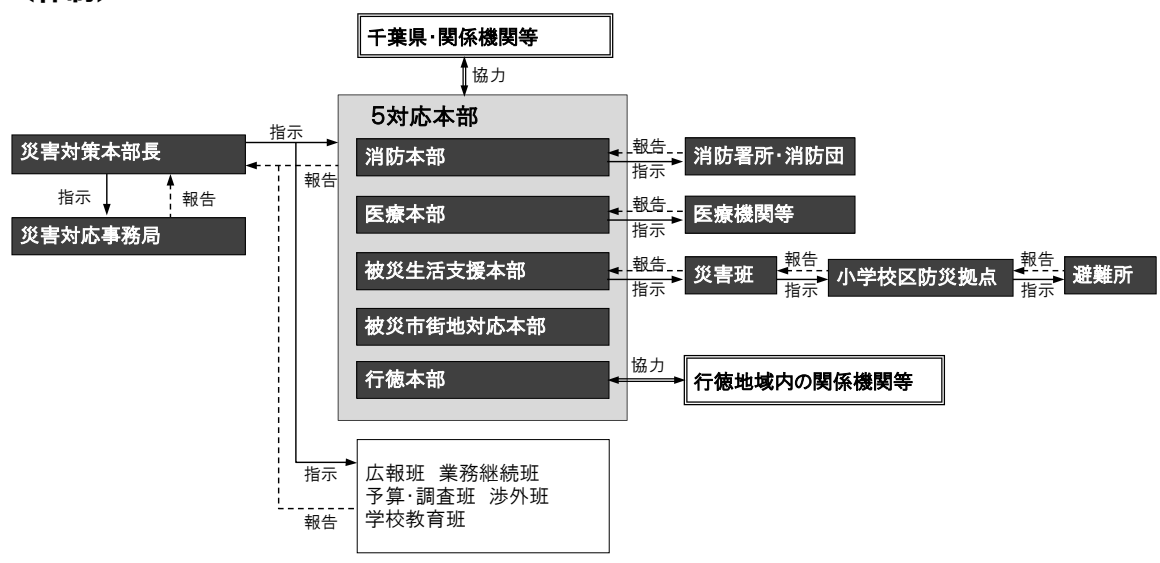 千葉県・関係機関等
協力
5対応本部
指示
災害対策本部長
報告
指示
報告
災害対応事務局
消防本部
報告
指示
消防署所・消防団
医療本部
報告
指示
医療機関等
被災生活支援本部
報告
指示
災害班
報告
指示
小学校区防災拠点
報告
指示
避難所
被災市街地対応本部
行徳本部
協力
行徳地域内の関係機関等
指示
報告
広報班 業務継続班
予算・調査班 渉外班
学校教育班